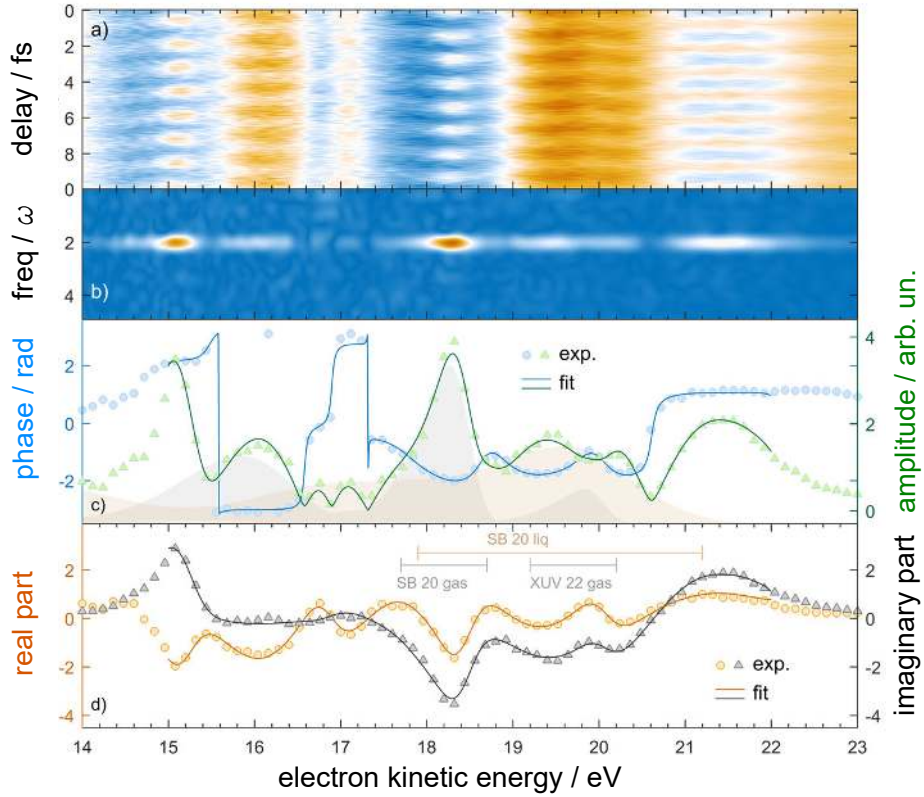 a)
0
2
4
6
8
0
delay / fs
b)
2
4
freq / ω
c)
2
0
-2
phase / rad
4
2
0
amplitude / arb. un.
exp.
fit
d)
2
0
-2
-4
real part
2
0
-2
-4
imaginary part
SB 20 liq
SB 20 gas
XUV 22 gas
exp.
fit
14 15 16 17 18 19 20 21 22 23
electron kinetic energy / eV